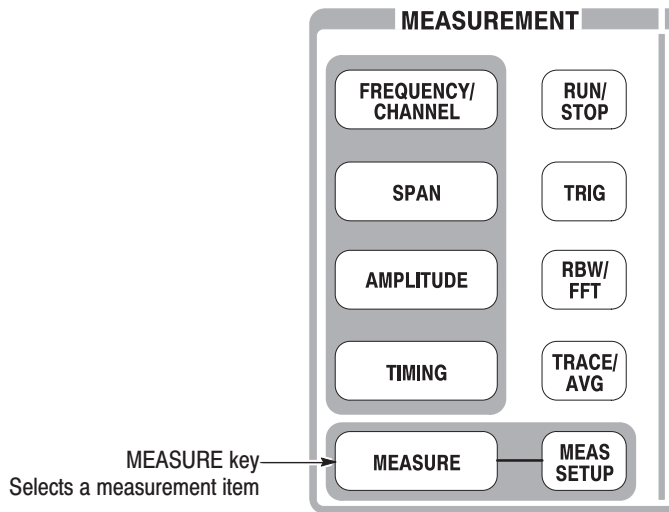 MEASUREMENT
FREQUENCY/
CHANNEL
RUN/
STOP
SPAN
TRIG
AMPLITUDE
RBW/
FFT
TIMING
TRACE/
AVG
MEASURE key
Selects a measurement item
MEASURE
MEAS
SETUP